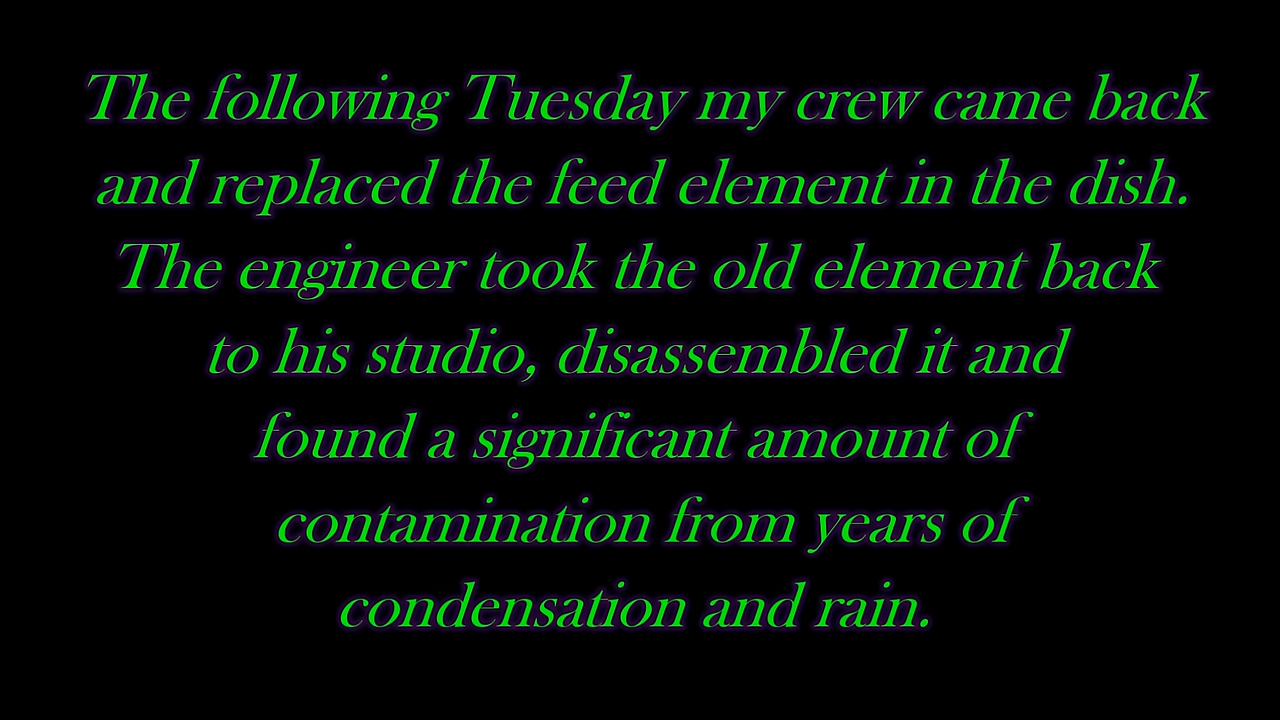 The following Tuesday my crew came back
and replaced the feed element in the dish.
The engineer took the old element back
to his studio, disassembled it and
found a significant amount of
contamination from years of
condensation and rain.